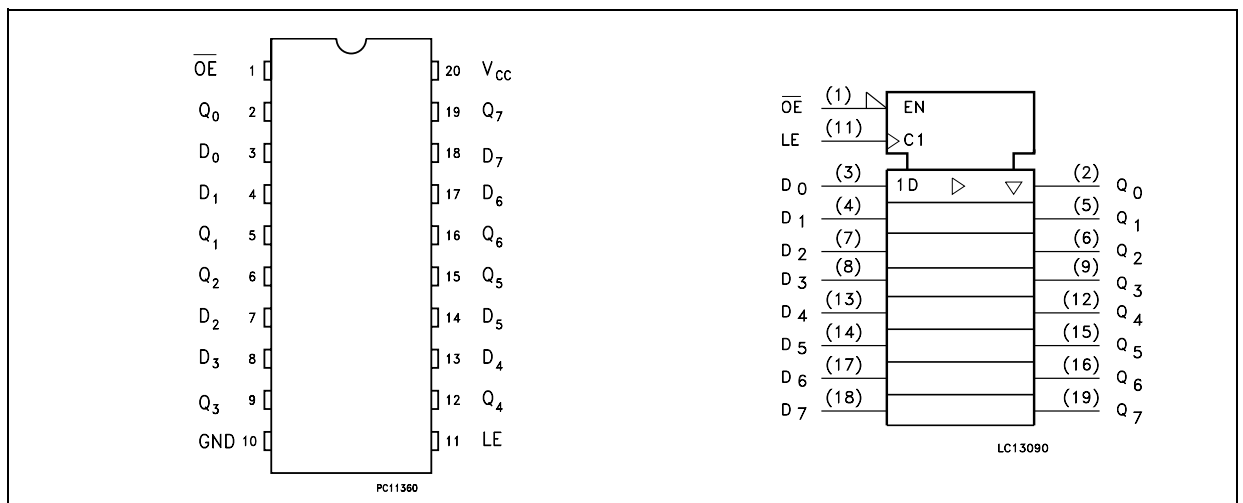 OE 1 20 VCC
Q0 2 19 Q7
D0 3 18 D7
D1 4 17 D6
Q1 5 16 Q6
Q2 6 15 Q5
D2 7 14 D5
D3 8 13 D4
Q3 9 12 Q4
GND 10 11 LE
PC11360
OE (1) EN
LE (11) C1
D0 (3) 1D (2) Q0
D1 (4) (5) Q1
D2 (7) (6) Q2
D3 (8) (9) Q3
D4 (13) (12) Q4
D5 (14) (15) Q5
D6 (17) (16) Q6
D7 (18) (19) Q7
LC13090